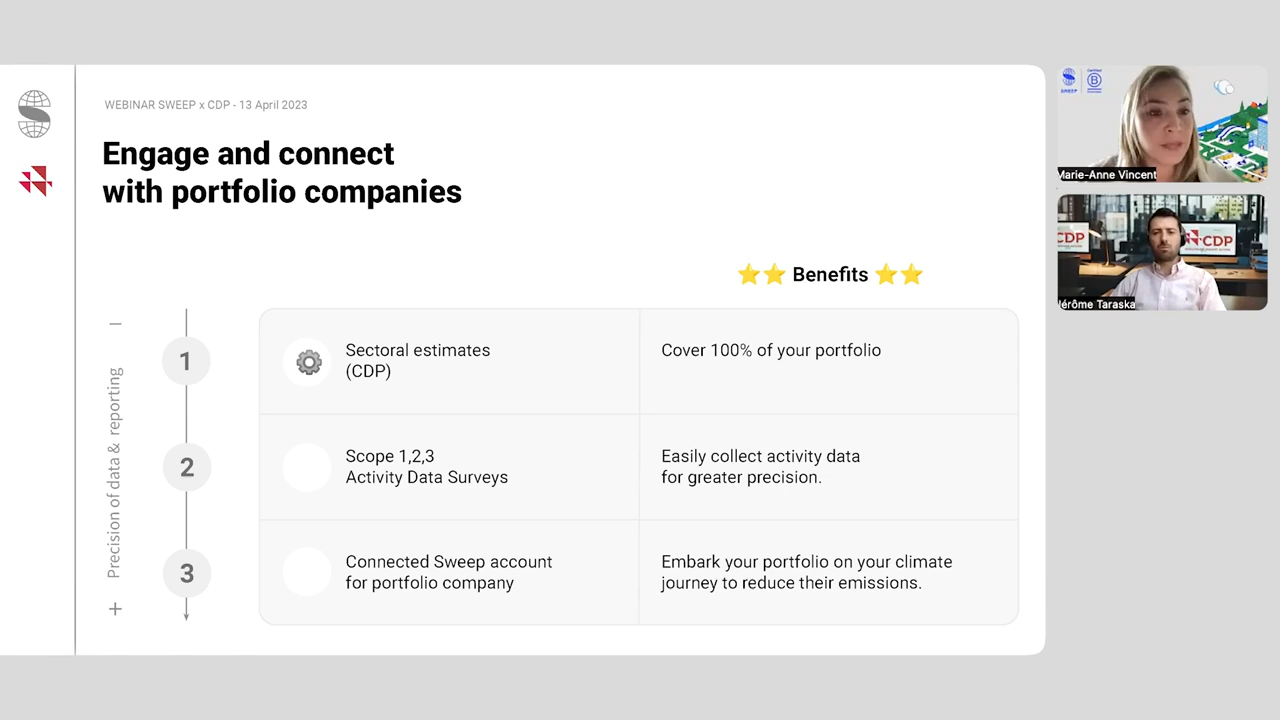 WEBINAR SWEEP x CDP - 13 April 2023
Engage and connect
with portfolio companies
Benefits
Precision of data & reporting
1
Sectoral estimates
(CDP)
Cover 100% of your portfolio
2
Scope 1,2,3
Activity Data Surveys
Easily collect activity data
for greater precision.
3
Connected Sweep account
for portfolio company
Embark your portfolio on your climate
journey to reduce their emissions.
SWEEP
Certified
B
Marie-Anne Vincent
CDP
CDP
Jérôme Taraska